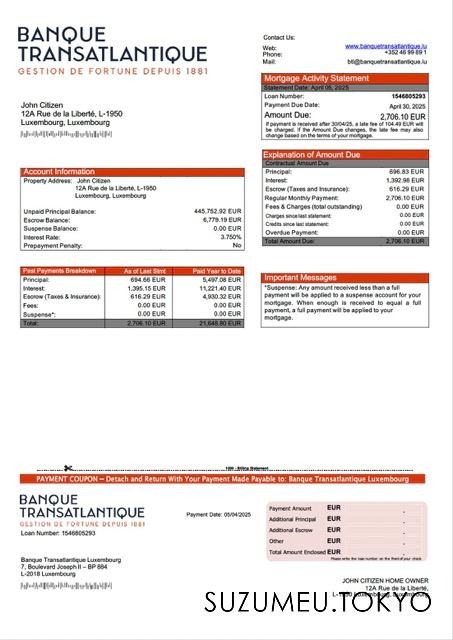 BANQUE
TRANSATLANTIQUE
GESTION DE FORTUNE DEPUIS 1881
Contact Us:
Web: www.banquetransatlantique.lu
Phone: +352 46 99 89 1
Mail: btl@banquetransatlantique.lu
John Citizen
12A Rue de la Liberté, L-1950
Luxembourg, Luxembourg
Mortgage Activity Statement
Statement Date: April 05, 2025
Loan Number: 1546805293
Payment Due Date: April 30, 2025
Amount Due: 2,706.10 EUR
If payment is received after 30/04/25, a late fee of 104.49 EUR will
be charged. If the Amount Due changes, the late fee may also
change based on the terms of your mortgage.
Explanation of Amount Due
Contractual Amount Due
Principal: 696.83 EUR
Interest: 1,392.98 EUR
Escrow (Taxes and Insurance): 616.29 EUR
Regular Monthly Payment: 2,706.10 EUR
Fees & Charges (total outstanding) 0.00 EUR
Charges since last statement: 0.00 EUR
Credits since last statement: 0.00 EUR
Overdue Payment: 0.00 EUR
Total Amount Due: 2,706.10 EUR
Account Information
Property Address: John Citizen
12A Rue de la Liberté, L-1950
Luxembourg, Luxembourg
Unpaid Principal Balance: 445,752.92 EUR
Escrow Balance: 6,779.19 EUR
Suspense Balance: 0.00 EUR
Interest Rate: 3.750%
Prepayment Penalty: No
Past Payments Breakdown As of Last Stmt Paid Year to Date
Principal: 694.66 EUR 5,497.08 EUR
Interest: 1,395.15 EUR 11,221.40 EUR
Escrow (Taxes & Insurance): 616.29 EUR 4,930.32 EUR
Fees: 0.00 EUR 0.00 EUR
Suspense*: 0.00 EUR 0.00 EUR
Total: 2,706.10 EUR 21,648.80 EUR
Important Messages
*Suspense: Any amount received less than a full
payment will be applied to a suspense account for your
mortgage. When enough is received to equal a full
payment, a full payment will be applied to your
mortgage.
1099 - Billing Statement
PAYMENT COUPON – Detach and Return With Your Payment Made Payable to: Banque Transatlantique Luxembourg
BANQUE
TRANSATLANTIQUE
GESTION DE FORTUNE DEPUIS 1881
Loan Number: 1546805293
Payment Date: 05/04/2025
Payment Amount EUR .
Additional Principal EUR .
Additional Escrow EUR .
Other EUR .
Total Amount Enclosed EUR .
Please write the loan number on the front of your check
Banque Transatlantique Luxembourg
7, Boulevard Joseph II – BP 884
L-2018 Luxembourg
JOHN CITIZEN HOME OWNER
12A Rue de la Liberté,
L-1950 Luxembourg, Luxembourg
SUZUMEU.TOKYO